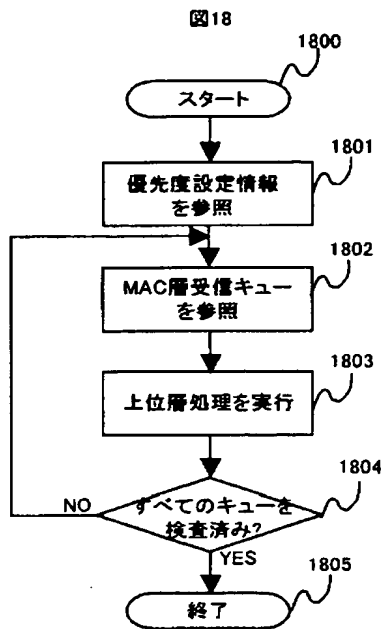 図18
1800
スタート
1801
優先度設定情報
を参照
1802
MAC層受信キュー
を参照
1803
上位層処理を実行
1804
すべてのキューを
検査済み?
NO
YES
1805
終了